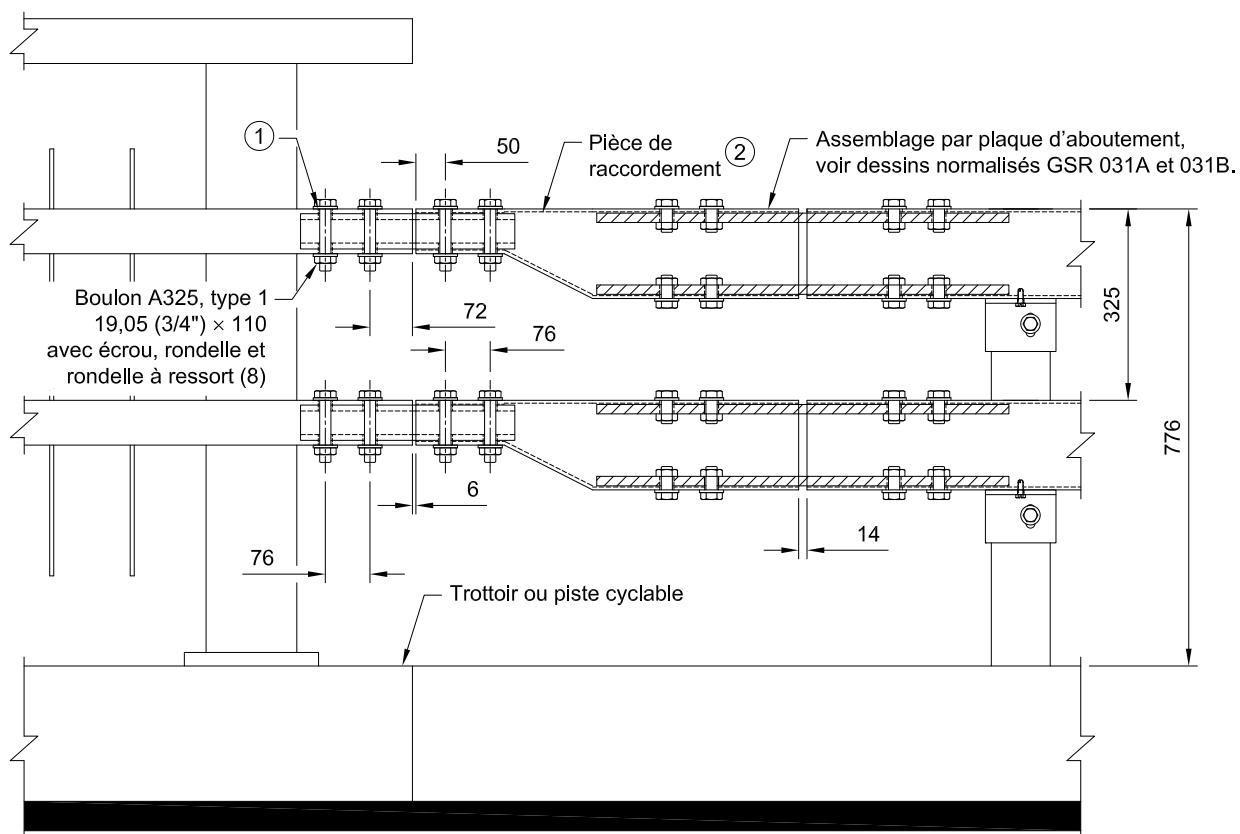 1
50
Pièce de
raccordement 2
Assemblage par plaque d'aboutement,
voir dessins normalisés GSR 031A et 031B.
Boulon A325, type 1
19,05 (3/4") × 110
avec écrou, rondelle et
rondelle à ressort (8)
72
76
325
776
6
14
76
Trottoir ou piste cyclable